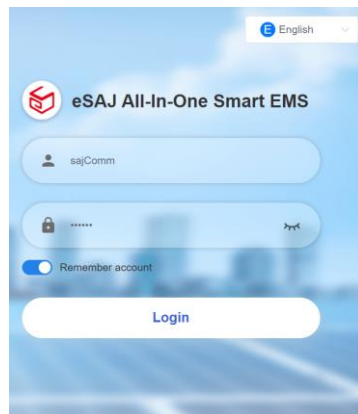 E English
eSAJ All-In-One Smart EMS
sajComm
••••••
Remember account
Login